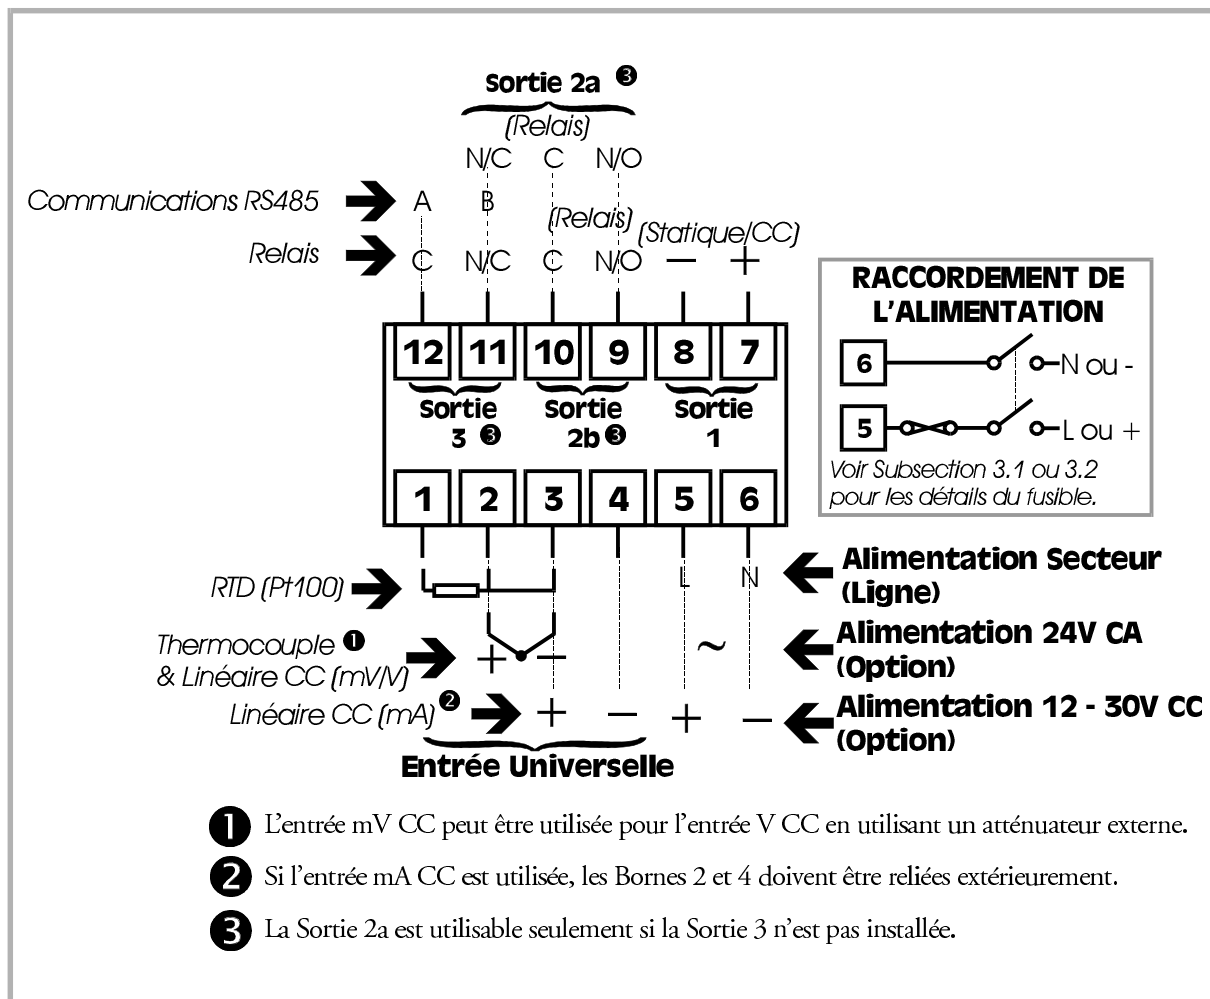 Sortie 2a ❸
(Relais)
N/C C N/O
Communications RS485 A B
(Relais) (Statique/CC)
Relais C N/C C N/O − +
12 11 10 9 8 7
Sortie 3 ❸
Sortie 2b ❸
Sortie 1
1 2 3 4 5 6
RACCORDEMENT DE
L'ALIMENTATION
6 N ou -
5 L ou +
Voir Subsection 3.1 ou 3.2
pour les détails du fusible.
RTD (Pt100)
L N
Alimentation Secteur
(Ligne)
Thermocouple ❶
& Linéaire CC (mV/V) + −
~
Alimentation 24V CA
(Option)
Linéaire CC (mA) ❷ + − + −
Alimentation 12 - 30V CC
(Option)
Entrée Universelle
❶ L'entrée mV CC peut être utilisée pour l'entrée V CC en utilisant un atténuateur externe.
❷ Si l'entrée mA CC est utilisée, les Bornes 2 et 4 doivent être reliées extérieurement.
❸ La Sortie 2a est utilisable seulement si la Sortie 3 n'est pas installée.